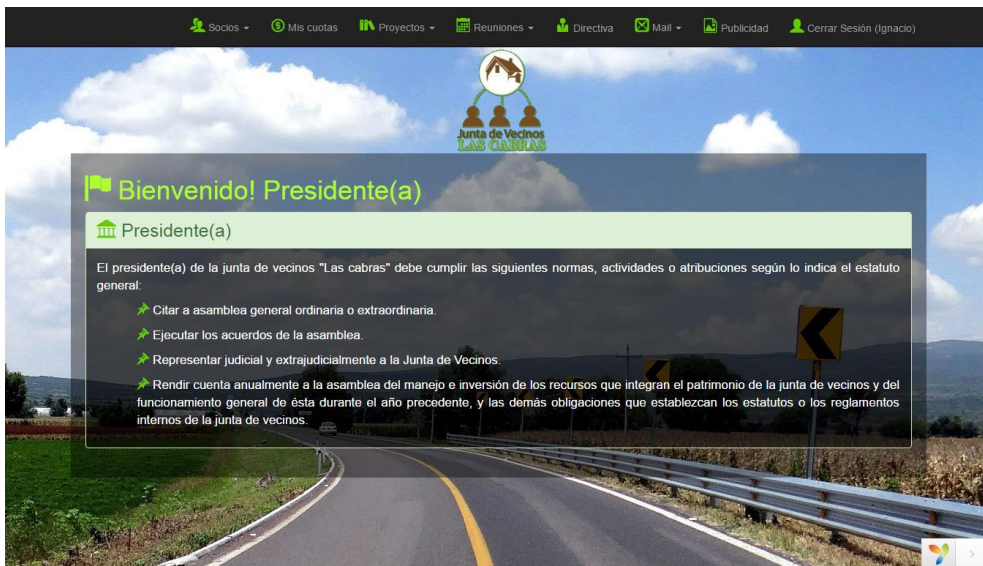 Socios Mis cuotas Proyectos Reuniones Directiva Mail Publicidad Cerrar Sesión (Ignacio)
Junta de Vecinos
LAS CABRAS
Bienvenido! Presidente(a)
Presidente(a)
El presidente(a) de la junta de vecinos "Las cabras" debe cumplir las siguientes normas, actividades o atribuciones según lo indica el estatuto
general:
Citar a asamblea general ordinaria o extraordinaria.
Ejecutar los acuerdos de la asamblea.
Representar judicial y extrajudicialmente a la Junta de Vecinos.
Rendir cuenta anualmente a la asamblea del manejo e inversión de los recursos que integran el patrimonio de la junta de vecinos y del
funcionamiento general de ésta durante el año precedente, y las demás obligaciones que establezcan los estatutos o los reglamentos
internos de la junta de vecinos.